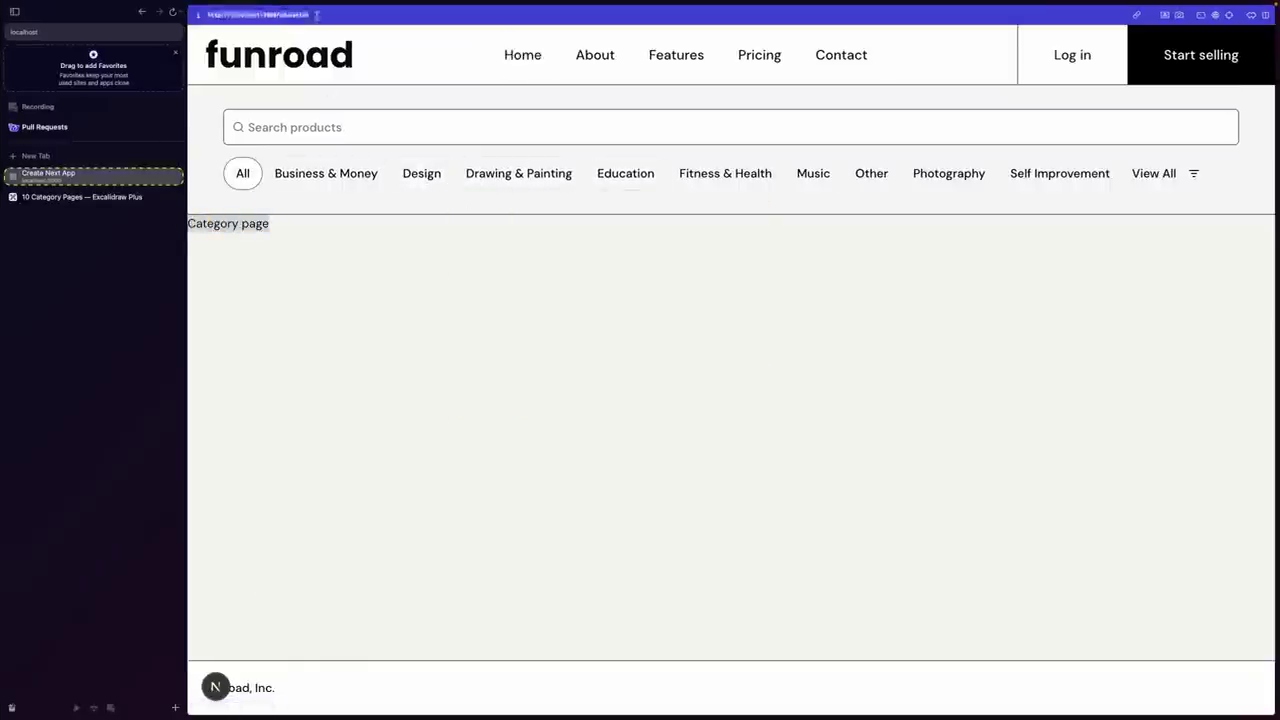 localhost
Drag to add Favorites
Favorites keep your most
used sites and apps close
Recording
Pull Requests
New Tab
Create Next App
10 Category Pages — Excalidraw Plus
funroad
Home
About
Features
Pricing
Contact
Log in
Start selling
Search products
All
Business & Money
Design
Drawing & Painting
Education
Fitness & Health
Music
Other
Photography
Self Improvement
View All
Category page
N
oad, Inc.